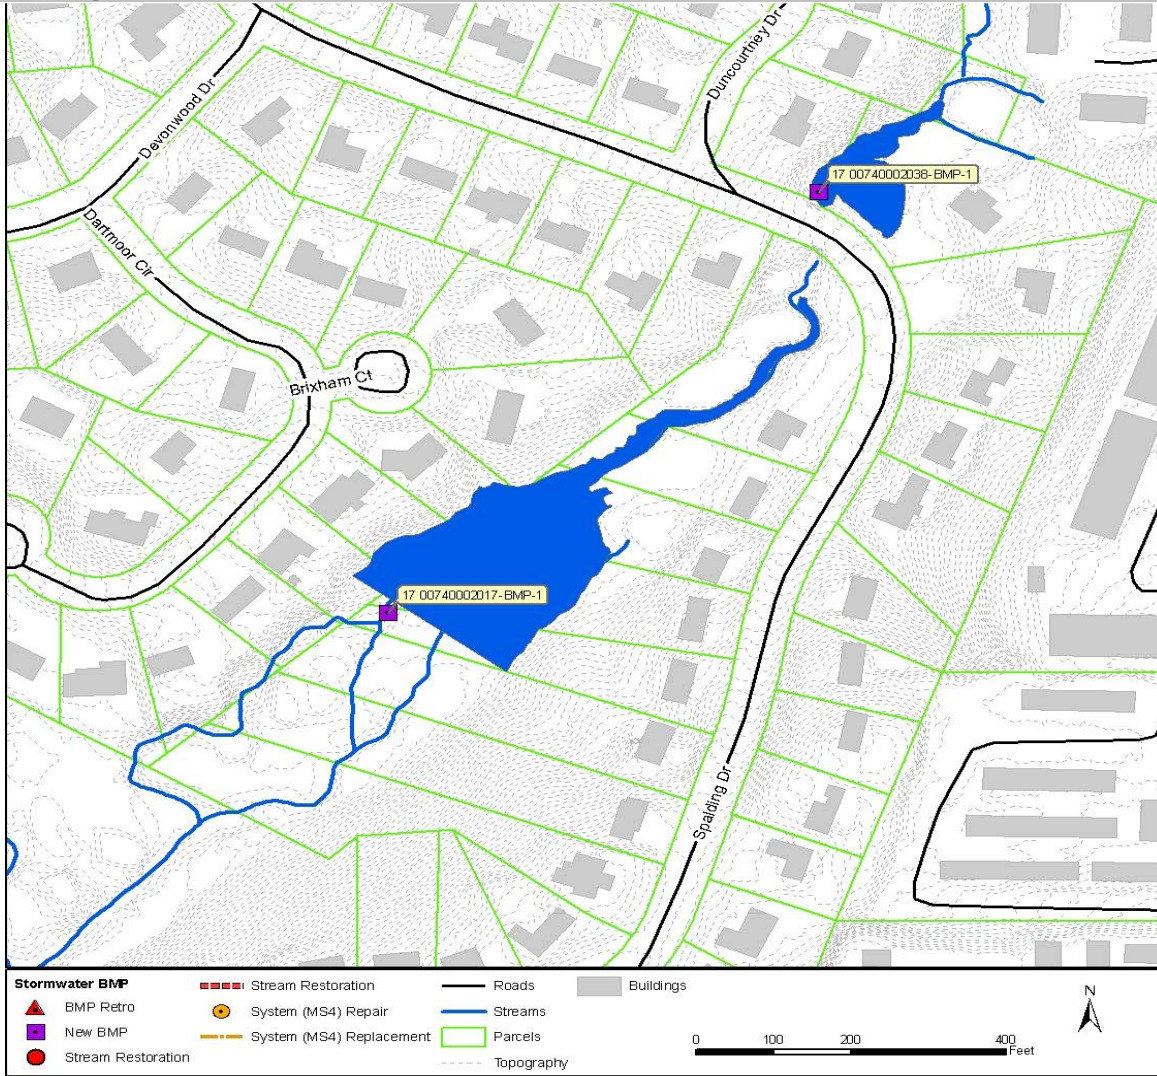 Duncourtney Dr
Devonwood Dr
17 00740002038-BMP-1
Dartmoor Cir
Brixham Ct
17 00740002017-BMP-1
Spalding Dr
Stormwater BMP
BMP Retro
New BMP
Stream Restoration
Stream Restoration
System (MS4) Repair
System (MS4) Replacement
Roads
Streams
Parcels
Topography
Buildings
N
0 100 200 400
Feet